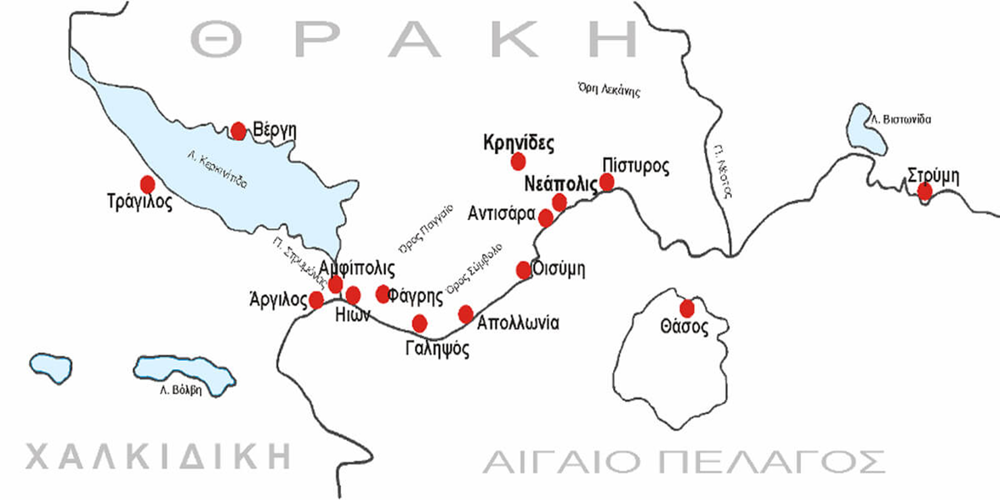 ΘΡΑΚΗ
Όρη Λεκάνης
Λ. Βιστωνίδα
Βέργη
Κρηνίδες
Π. Νέστος
Λ. Κερκινίτιδα
Πίστυρος
Στρύμη
Νεάπολις
Τράγιλος
Αντισάρα
Όρος Παγγαίο
Π. Στρυμόνας
Όρος Σύμβολο
Αμφίπολις
Οισύμη
Άργιλος
Φάγρης
Ηιών
Απολλωνία
Θάσος
Γαληψός
Λ. Βόλβη
ΧΑΛΚΙΔΙΚΗ
ΑΙΓΑΙΟ ΠΕΛΑΓΟΣ